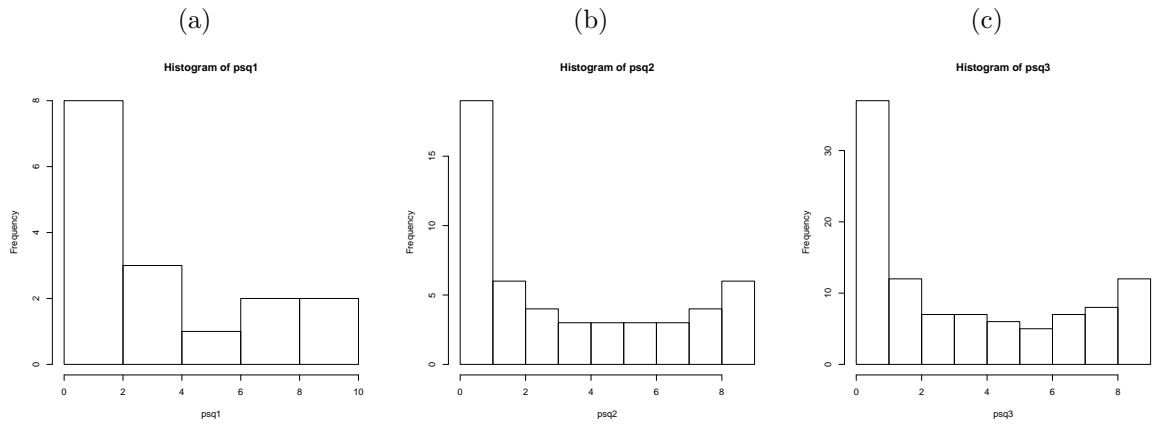 (a)
Histogram of psq1
8
6
4
2
0
Frequency
0 2 4 6 8 10
psq1
(b)
Histogram of psq2
15
10
5
0
Frequency
0 2 4 6 8
psq2
(c)
Histogram of psq3
30
20
10
0
Frequency
0 2 4 6 8
psq3